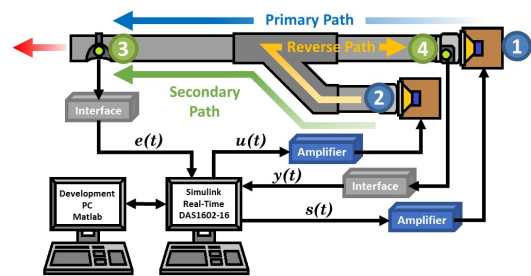 Primary Path
3
Reverse Path
4
1
Secondary
Path
2
Interface
e(t)
u(t)
Amplifier
y(t)
Interface
Development
PC
Matlab
Simulink
Real-Time
DAS1602-16
s(t)
Amplifier